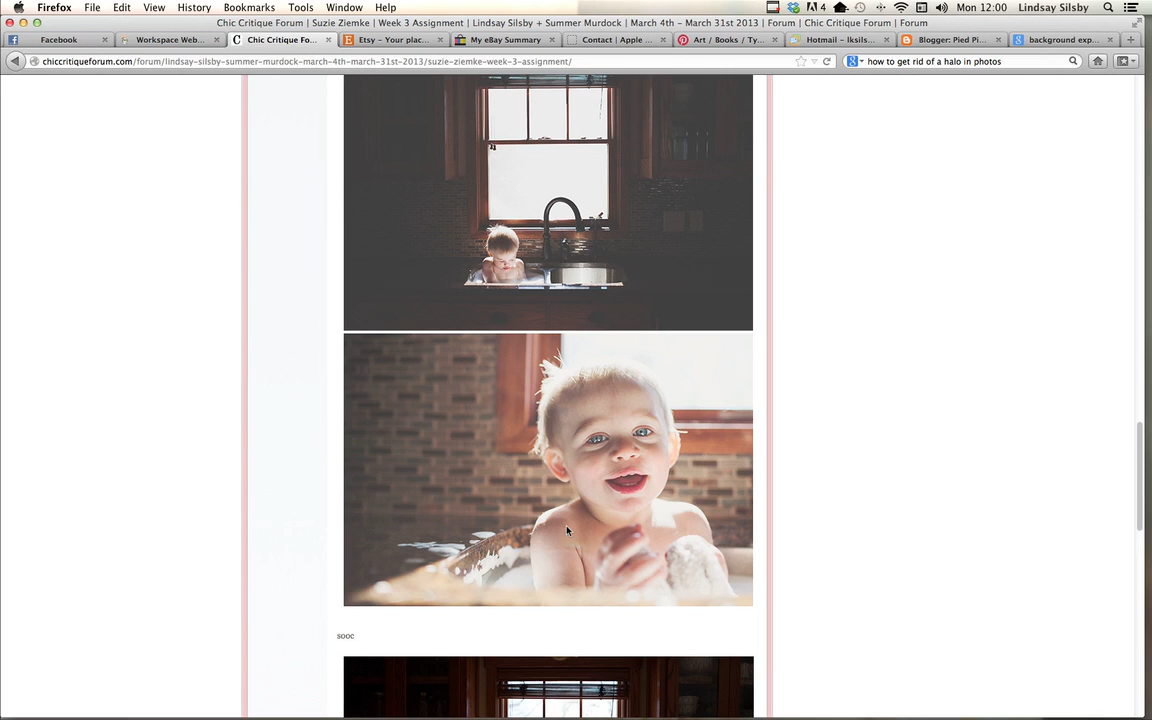 Firefox File Edit View History Bookmarks Tools Window Help 4 Mon 12:00 Lindsay Silsby
Chic Critique Forum | Suzie Ziemke | Week 3 Assignment | Lindsay Silsby + Summer Murdock | March 4th – March 31st 2013 | Forum | Chic Critique Forum | Forum
Facebook Workspace Web... Chic Critique Fo... Etsy – Your plac... My eBay Summary Contact | Apple ... Art / Books / Ty... Hotmail – lksils... Blogger: Pied Pi... background exp...
chiccritiqueforum.com/forum/lindsay-silsby-summer-murdock-march-4th-march-31st-2013/suzie-ziemke-week-3-assignment/ how to get rid of a halo in photos
sooc